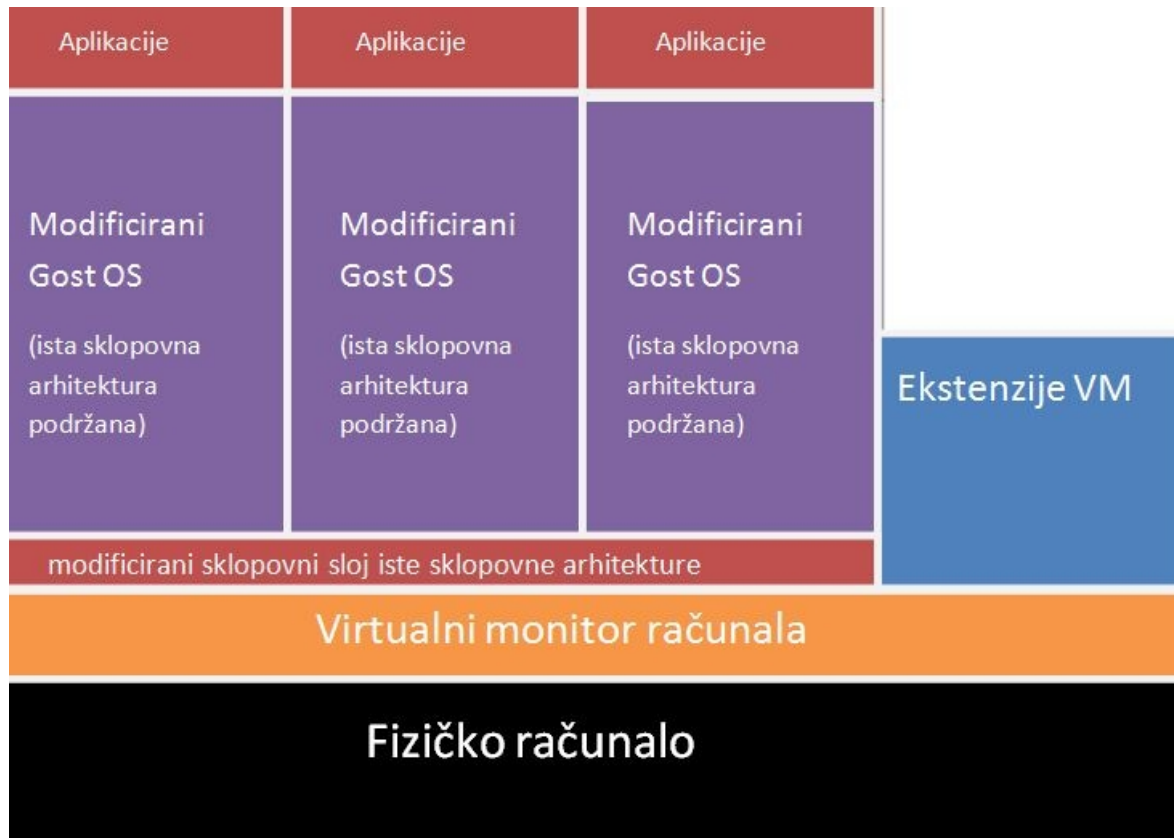 Aplikacije
Aplikacije
Aplikacije
Modificirani
Gost OS
(ista sklopovna
arhitektura
podržana)
Modificirani
Gost OS
(ista sklopovna
arhitektura
podržana)
Modificirani
Gost OS
(ista sklopovna
arhitektura
podržana)
Ekstenzije VM
modificirani sklopovni sloj iste sklopovne arhitekture
Virtualni monitor računala
Fizičko računalo